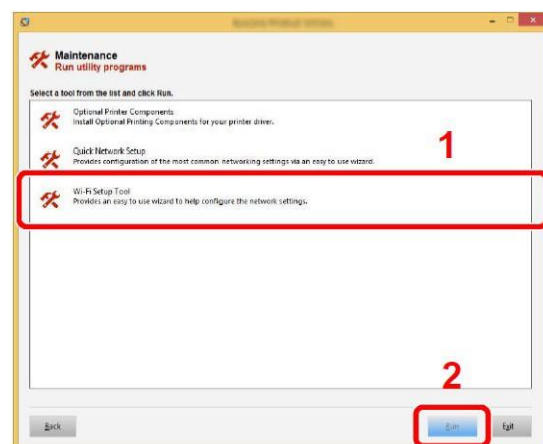 Maintenance
Run utility programs
Select a tool from the list and click Run.
Optional Printer Components
Install Optional Printing Components for your printer driver.
1
Quick Network Setup
Provides configuration of the most common networking settings via an easy to use wizard.
Wi-Fi Setup Tool
Provides an easy to use wizard to help configure the network settings.
2
Back
Run
Exit